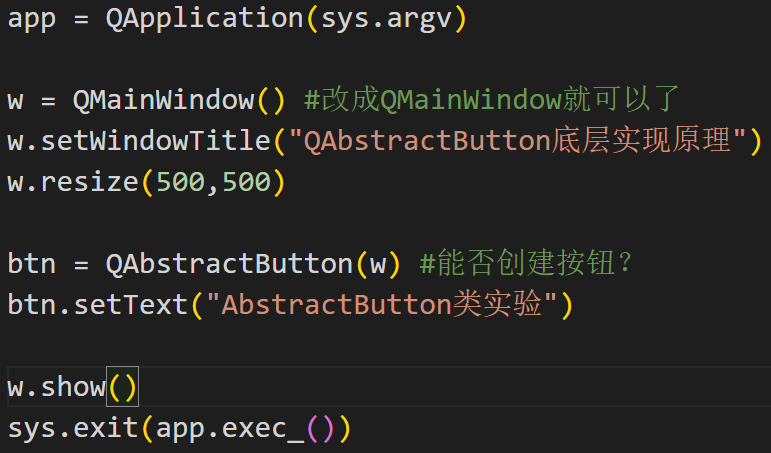 app = QApplication(sys.argv)
w = QMainWindow() #改成QMainWindow就可以了
w.setWindowTitle("QAbstractButton底层实现原理")
w.resize(500,500)
btn = QAbstractButton(w) #能否创建按钮？
btn.setText("AbstractButton类实验")
w.show()
sys.exit(app.exec_())